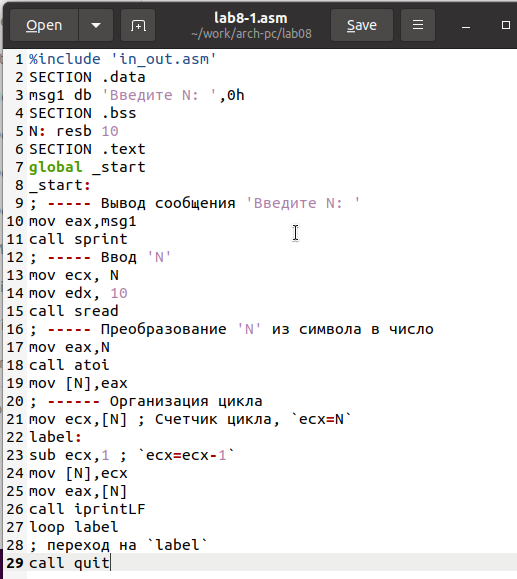 Open
lab8-1.asm
~/work/arch-pc/lab08
Save
1 %include 'in_out.asm'
2 SECTION .data
3 msg1 db 'Введите N: ',0h
4 SECTION .bss
5 N: resb 10
6 SECTION .text
7 global _start
8 _start:
9 ; ----- Вывод сообщения 'Введите N: '
10 mov eax,msg1
11 call sprint
12 ; ----- Ввод 'N'
13 mov ecx, N
14 mov edx, 10
15 call sread
16 ; ----- Преобразование 'N' из символа в число
17 mov eax,N
18 call atoi
19 mov [N],eax
20 ; ------ Организация цикла
21 mov ecx,[N] ; Счетчик цикла, `ecx=N`
22 label:
23 sub ecx,1 ; `ecx=ecx-1`
24 mov [N],ecx
25 mov eax,[N]
26 call iprintLF
27 loop label
28 ; переход на `label`
29 call quit